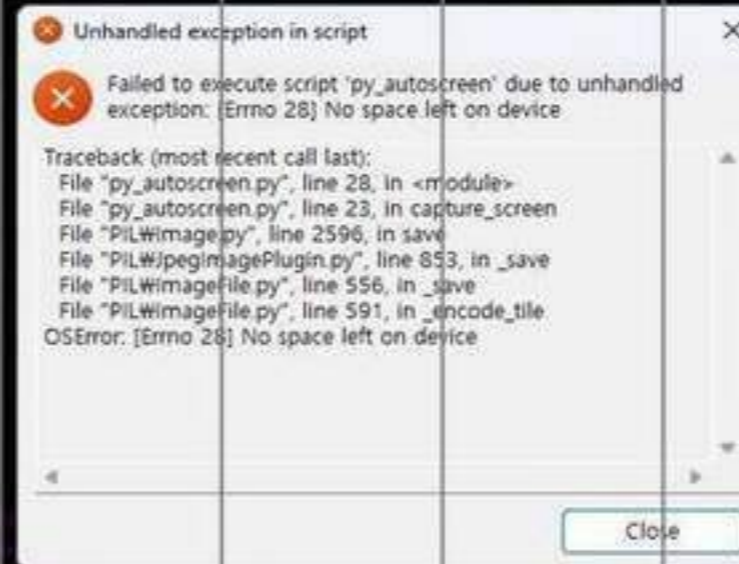 Unhandled exception in script
Failed to execute script 'py_autoscreen' due to unhandled
exception: [Errno 28] No space left on device
Traceback (most recent call last):
File "py_autoscreen.py", line 28, in <module>
File "py_autoscreen.py", line 23, in capture_screen
File "PIL₩Image.py", line 2596, in save
File "PIL₩JpegImagePlugin.py", line 853, in _save
File "PIL₩ImageFile.py", line 556, in _save
File "PIL₩ImageFile.py", line 591, in _encode_tile
OSError: [Errno 28] No space left on device
Close